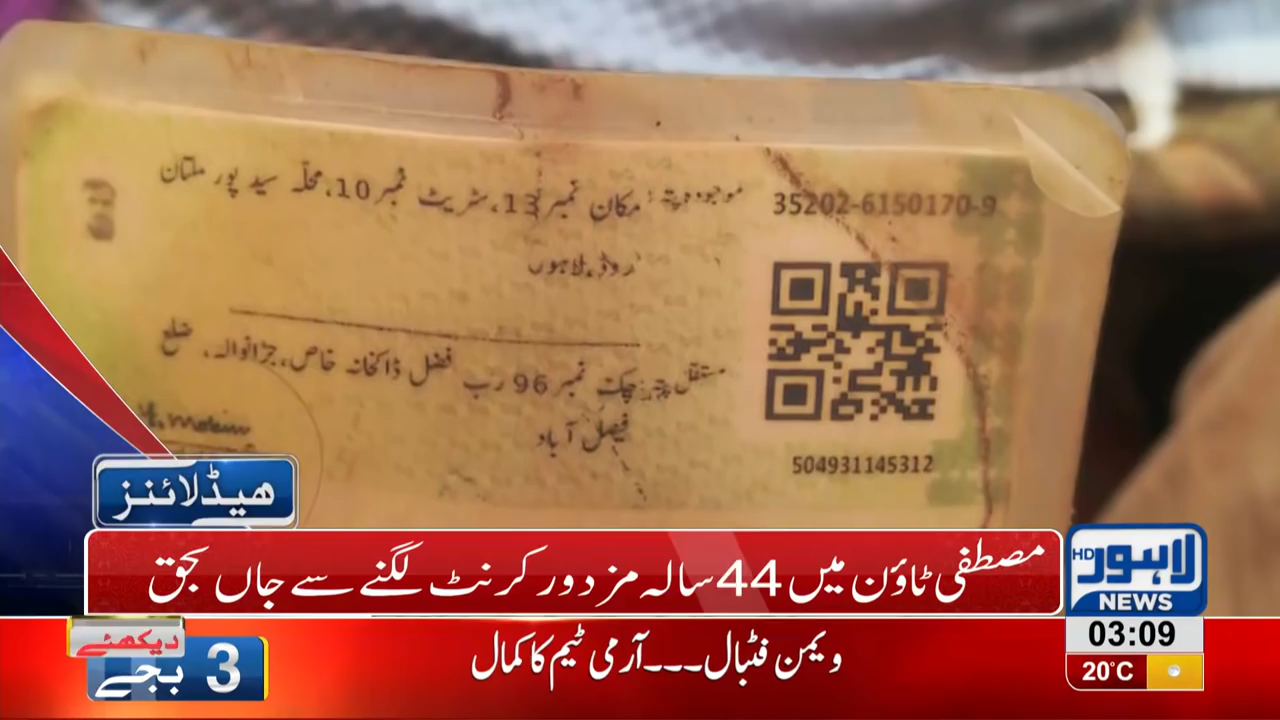 موجودہ پتہ: مکان نمبر 13، سٹریٹ نمبر 10، محلہ سید پور ملتان
روڈ، لاہور
35202-6150170-9
مستقل پتہ: چک نمبر 96 رب فضل ڈاکخانہ خاص، جڑانوالہ، ضلع
فیصل آباد
504931145312
ہیڈلائنز
مصطفی ٹاؤن میں 44 سالہ مزدور کرنٹ لگنے سے جاں بحق
لاہور HD
NEWS
03:09
20°C
دیکھئے
3 بجے
ویمن فٹبال۔۔۔آرمی ٹیم کا کمال